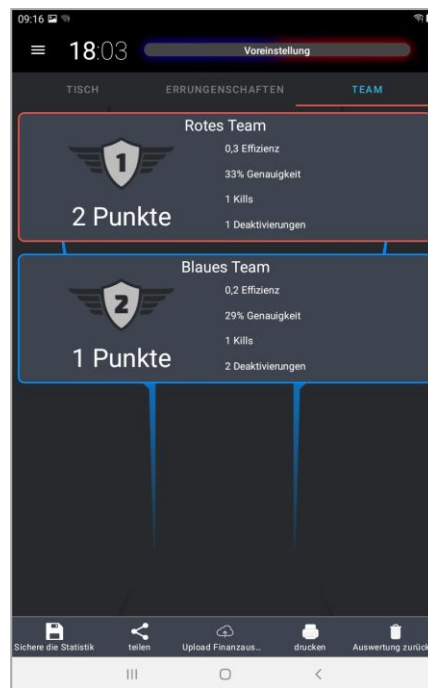 09:16
18:03 Voreinstellung
TISCH ERRUNGENSCHAFTEN TEAM
Rotes Team
1
0,3 Effizienz
33% Genauigkeit
1 Kills
2 Punkte
1 Deaktivierungen
Blaues Team
2
0,2 Effizienz
29% Genauigkeit
1 Kills
1 Punkte
2 Deaktivierungen
Sichere die Statistik teilen Upload Finanzaus… drucken Auswertung zurück